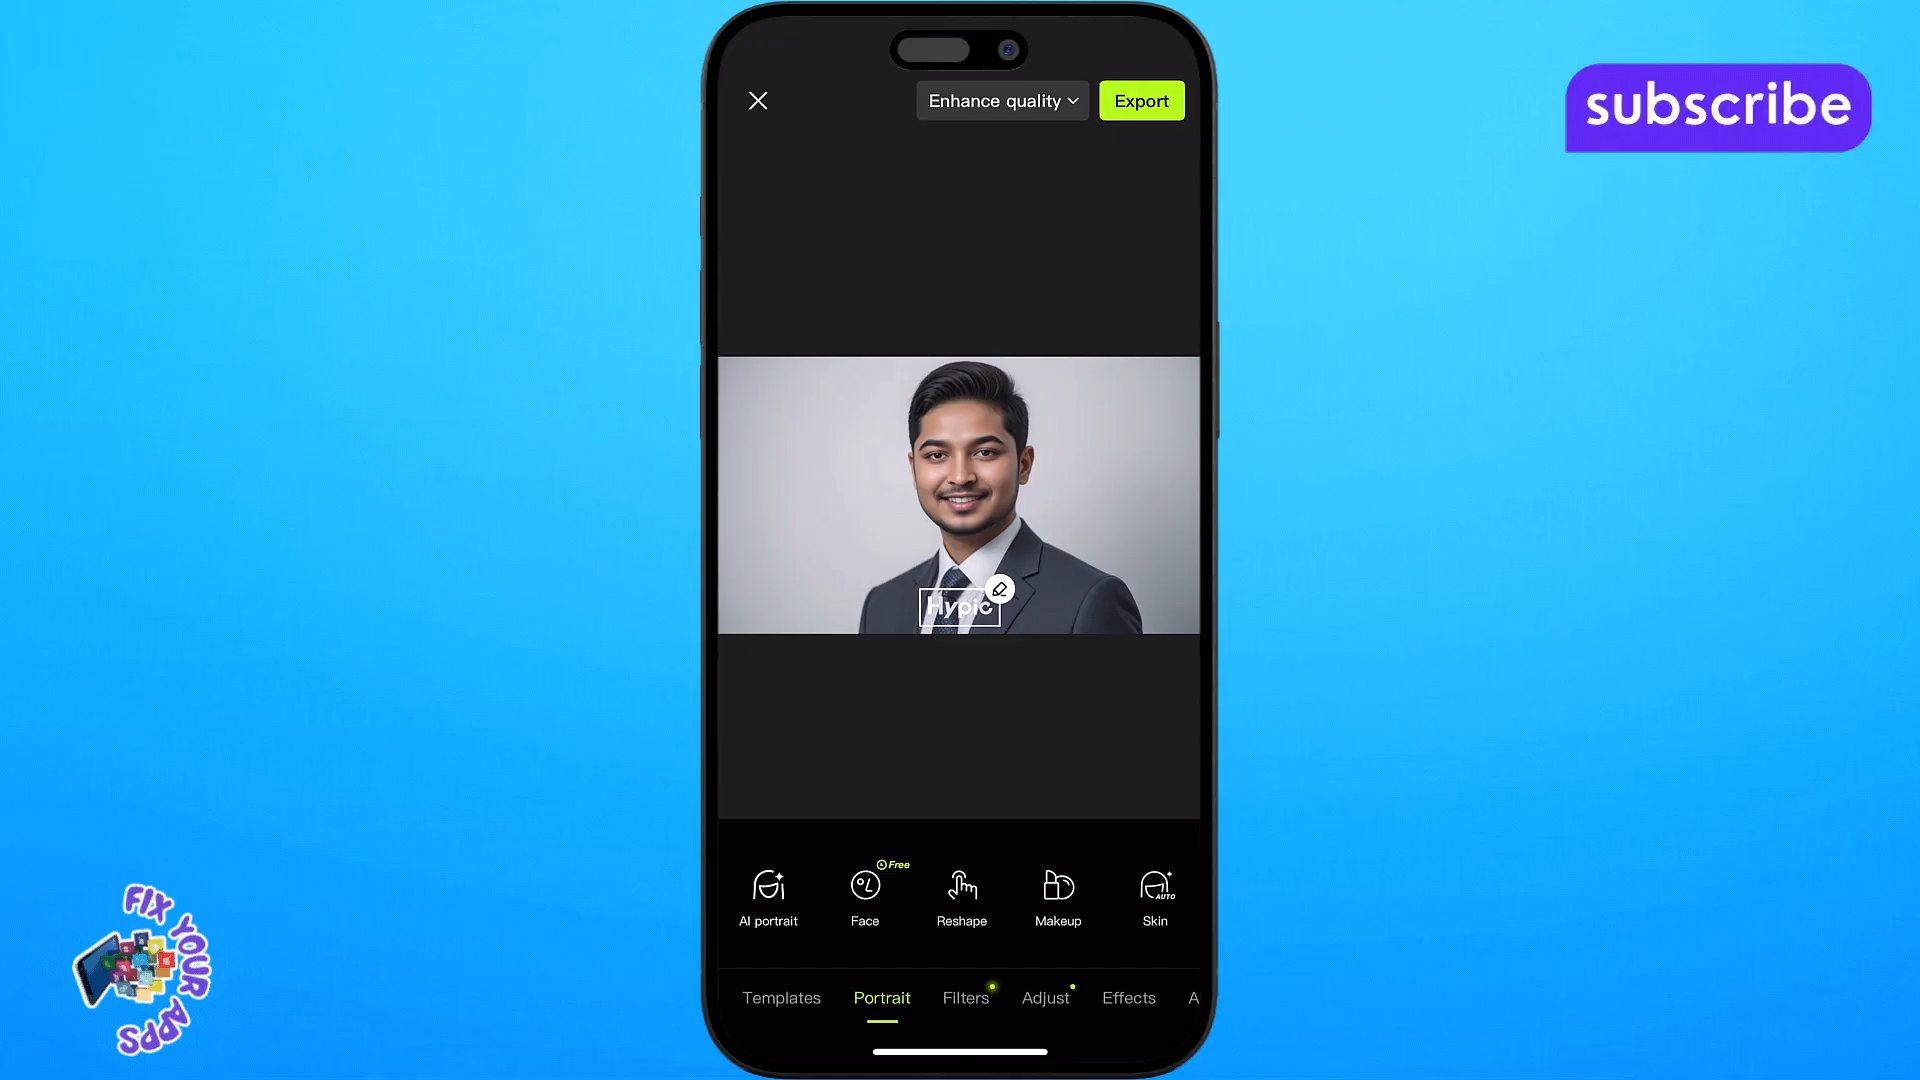 subscribe
Enhance quality
Export
Hypic
Free
AI portrait
Face
Reshape
Makeup
AUTO
Skin
Templates
Portrait
Filters
Adjust
Effects
A
FIX YOUR APPS